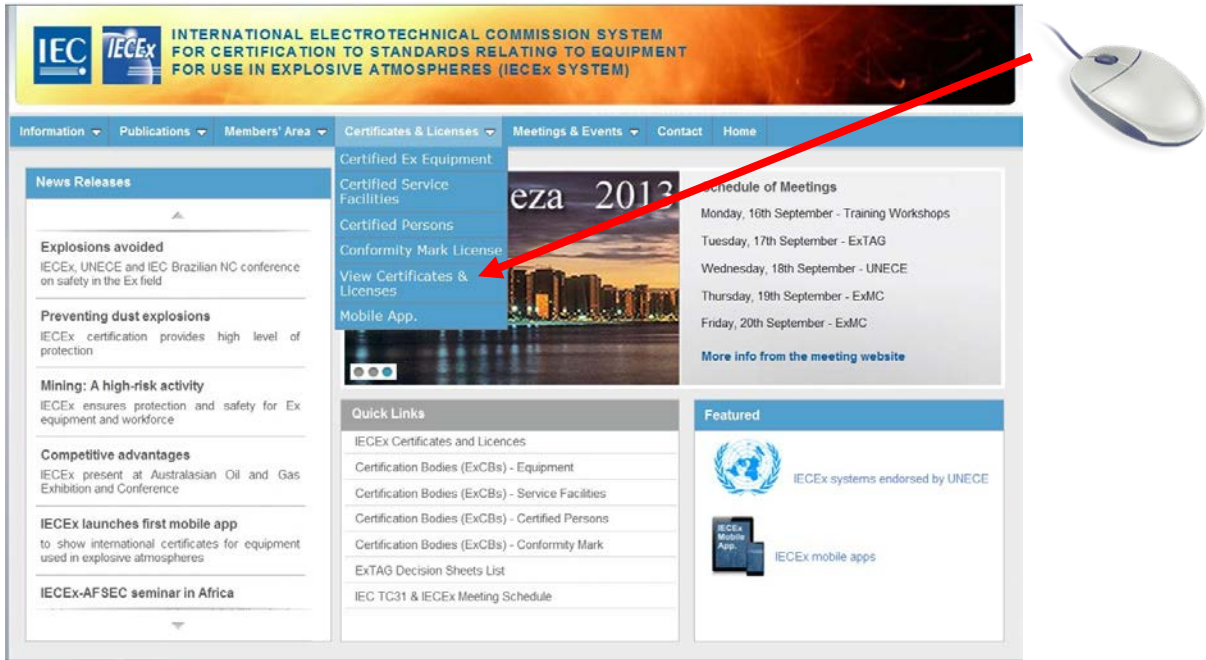 IEC
IECEx
INTERNATIONAL ELECTROTECHNICAL COMMISSION SYSTEM
FOR CERTIFICATION TO STANDARDS RELATING TO EQUIPMENT
FOR USE IN EXPLOSIVE ATMOSPHERES (IECEx SYSTEM)
Information Publications Members' Area Certificates & Licenses Meetings & Events Contact Home
Certified Ex Equipment
Certified Service
Facilities
Certified Persons
Conformity Mark License
View Certificates &
Licenses
Mobile App.
News Releases
Explosions avoided
IECEx, UNECE and IEC Brazilian NC conference
on safety in the Ex field
Preventing dust explosions
IECEx certification provides high level of
protection
Mining: A high-risk activity
IECEx ensures protection and safety for Ex
equipment and workforce
Competitive advantages
IECEx present at Australasian Oil and Gas
Exhibition and Conference
IECEx launches first mobile app
to show international certificates for equipment
used in explosive atmospheres
IECEx-AFSEC seminar in Africa
eza 2013
Schedule of Meetings
Monday, 16th September - Training Workshops
Tuesday, 17th September - ExTAG
Wednesday, 18th September - UNECE
Thursday, 19th September - ExMC
Friday, 20th September - ExMC
More info from the meeting website
Quick Links
IECEx Certificates and Licences
Certification Bodies (ExCBs) - Equipment
Certification Bodies (ExCBs) - Service Facilities
Certification Bodies (ExCBs) - Certified Persons
Certification Bodies (ExCBs) - Conformity Mark
ExTAG Decision Sheets List
IEC TC31 & IECEx Meeting Schedule
Featured
IECEx systems endorsed by UNECE
IECEx
Mobile
App.
IECEx mobile apps